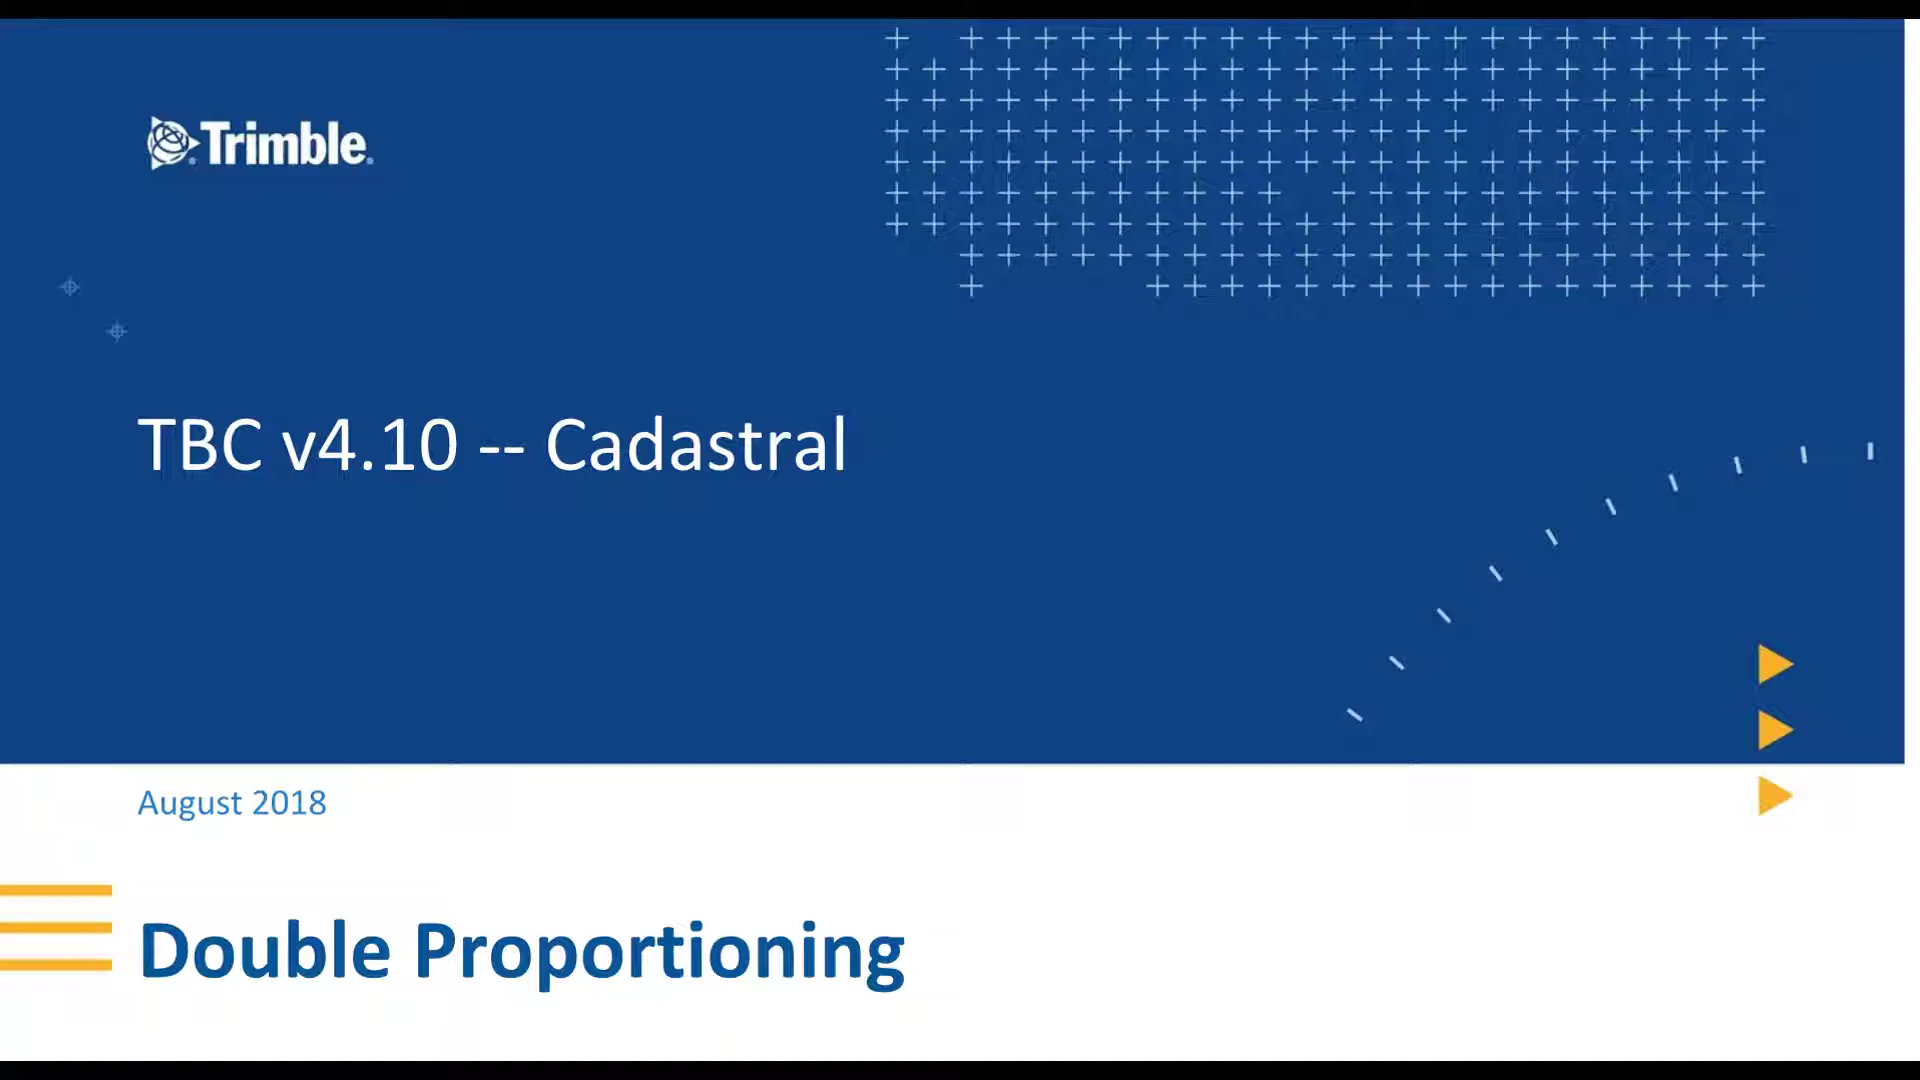 Trimble.
TBC v4.10 -- Cadastral
August 2018
Double Proportioning